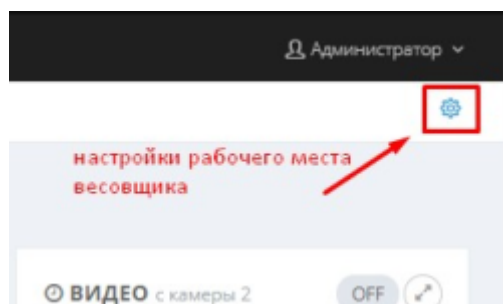 Администратор
настройки рабочего места
весовщика
ВИДЕО с камеры 2
OFF